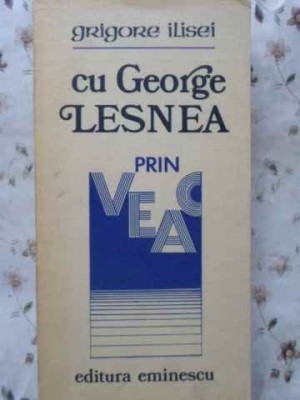 grigore ilisei
cu George
LESNEA
PRIN
VEAC
editura eminescu